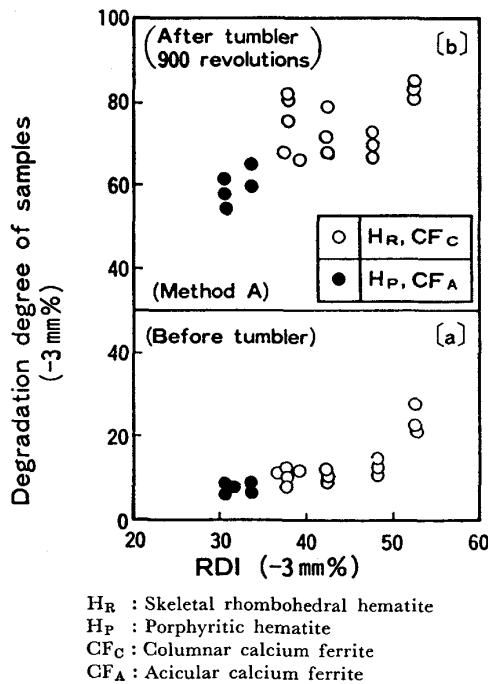 100
(After tumbler
900 revolutions)
[b]
80
60
40
(Method A)
HR, CFC
HP, CFA
Degradation degree of samples
(-3 mm%)
(Before tumbler)
[a]
40
20
0
20 30 40 50 60
RDI (-3 mm%)
HR : Skeletal rhombohedral hematite
HP : Porphyritic hematite
CFC : Columnar calcium ferrite
CFA : Acicular calcium ferrite